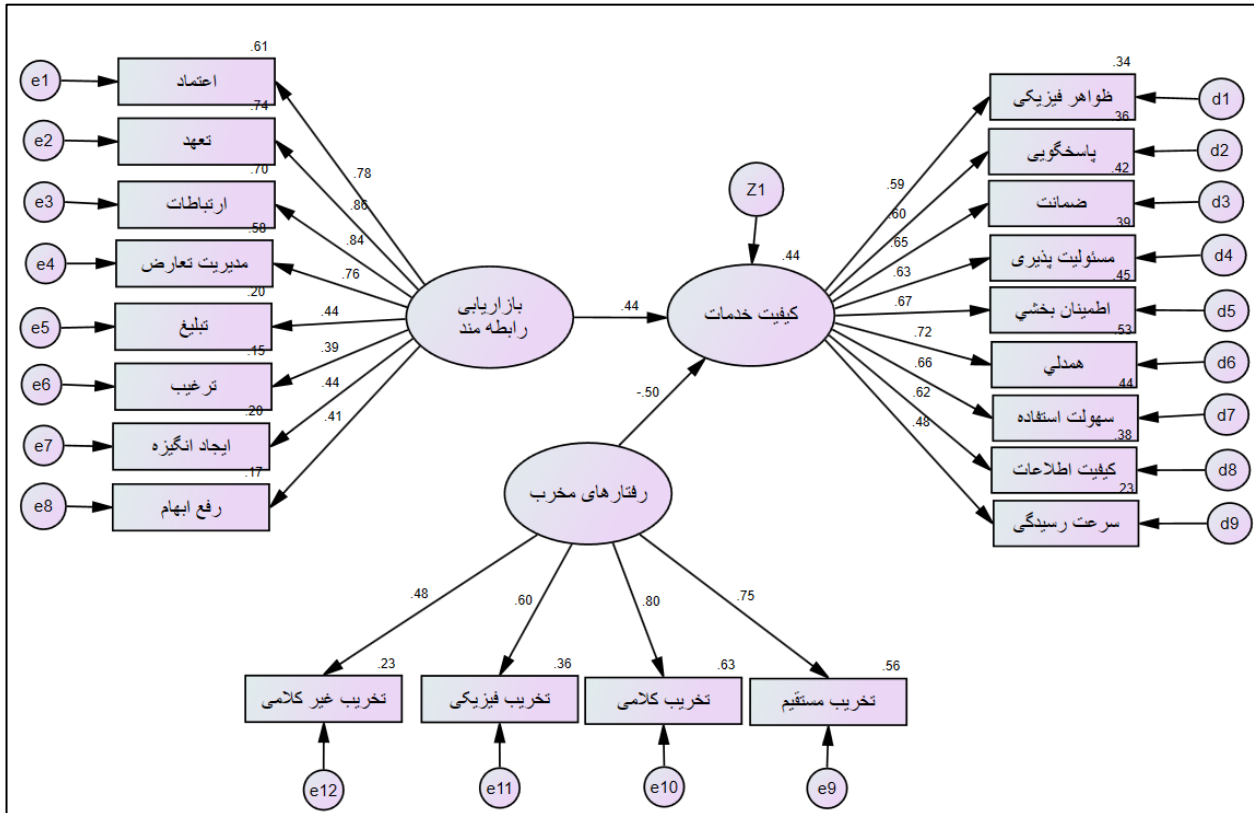 .61
e1
اعتماد
.74
e2
تعهد
.70
e3
ارتباطات
.58
e4
مدیریت تعارض
.20
e5
تبلیغ
.15
e6
ترغیب
.20
e7
ایجاد انگیزه
.17
e8
رفع ابهام
.78
.86
.84
.76
.44
.39
.44
.41
بازاریابی
رابطه مند
.44
Z1
.44
کیفیت خدمات
-.50
رفتارهای مخرب
.59
.60
.65
.63
.67
.72
.66
.62
.48
.34
ظواهر فیزیکی
d1
.36
پاسخگویی
d2
.42
ضمانت
d3
.39
مسئولیت پذیری
d4
.45
اطمينان بخشي
d5
.53
همدلي
d6
.44
سهولت استفاده
d7
.38
کیفیت اطلاعات
d8
.23
سرعت رسیدگی
d9
.48
.60
.80
.75
.23
تخریب غیر کلامی
e12
.36
تخریب فیزیکی
e11
.63
تخریب کلامی
e10
.56
تخریب مستقیم
e9